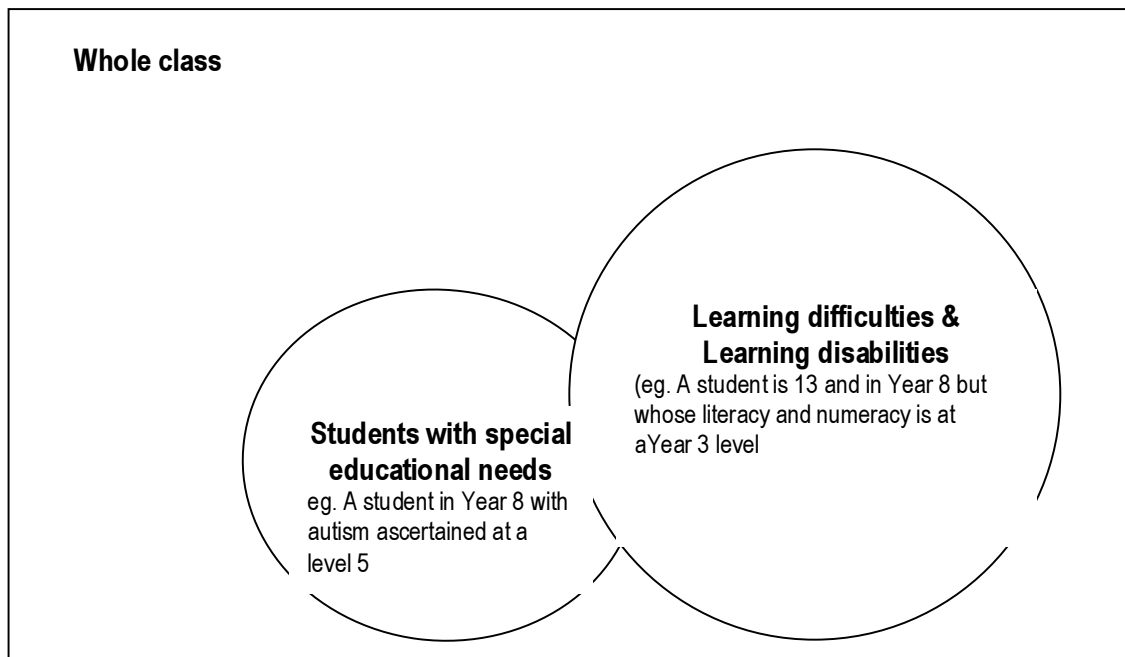 Whole class
Learning difficulties &
Learning disabilities
(eg. A student is 13 and in Year 8 but
whose literacy and numeracy is at
aYear 3 level
Students with special
educational needs
eg. A student in Year 8 with
autism ascertained at a
level 5